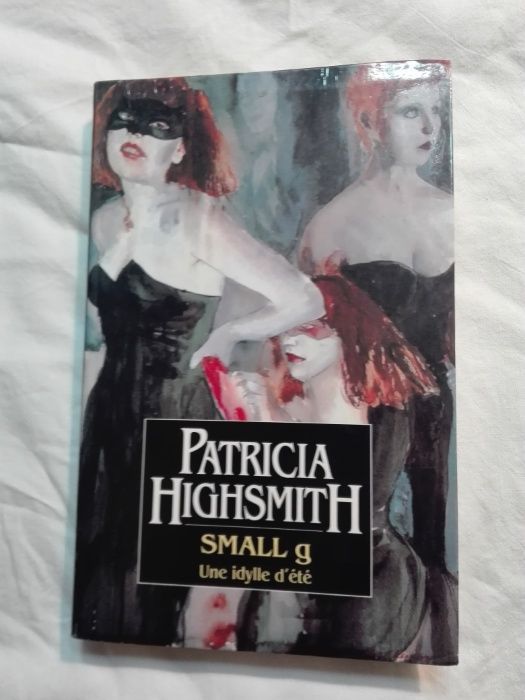 PATRICIA
HIGHSMITH
SMALL g
Une idylle d'été